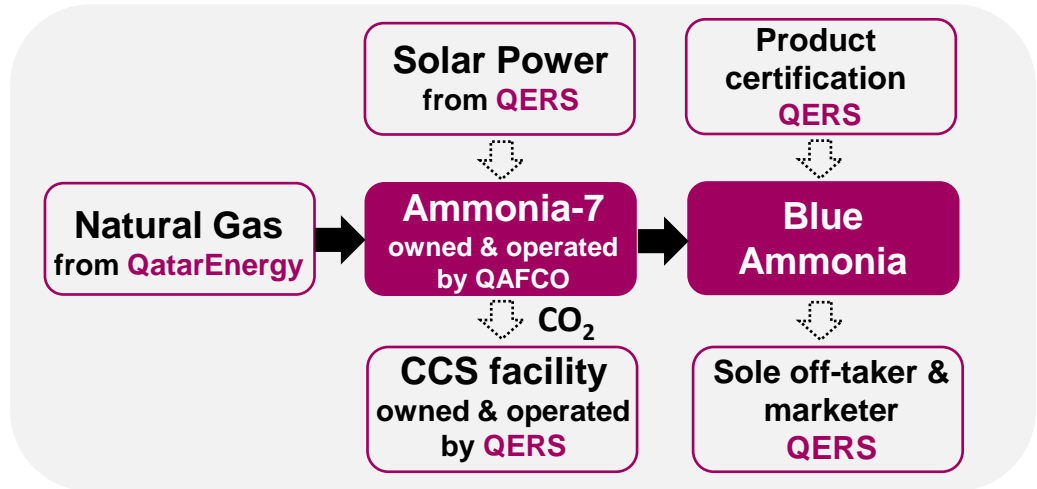 Solar Power
from QERS
Product
certification
QERS
Natural Gas
from QatarEnergy
Ammonia-7
owned & operated
by QAFCO
Blue
Ammonia
CO₂
CCS facility
owned & operated
by QERS
Sole off-taker &
marketer
QERS